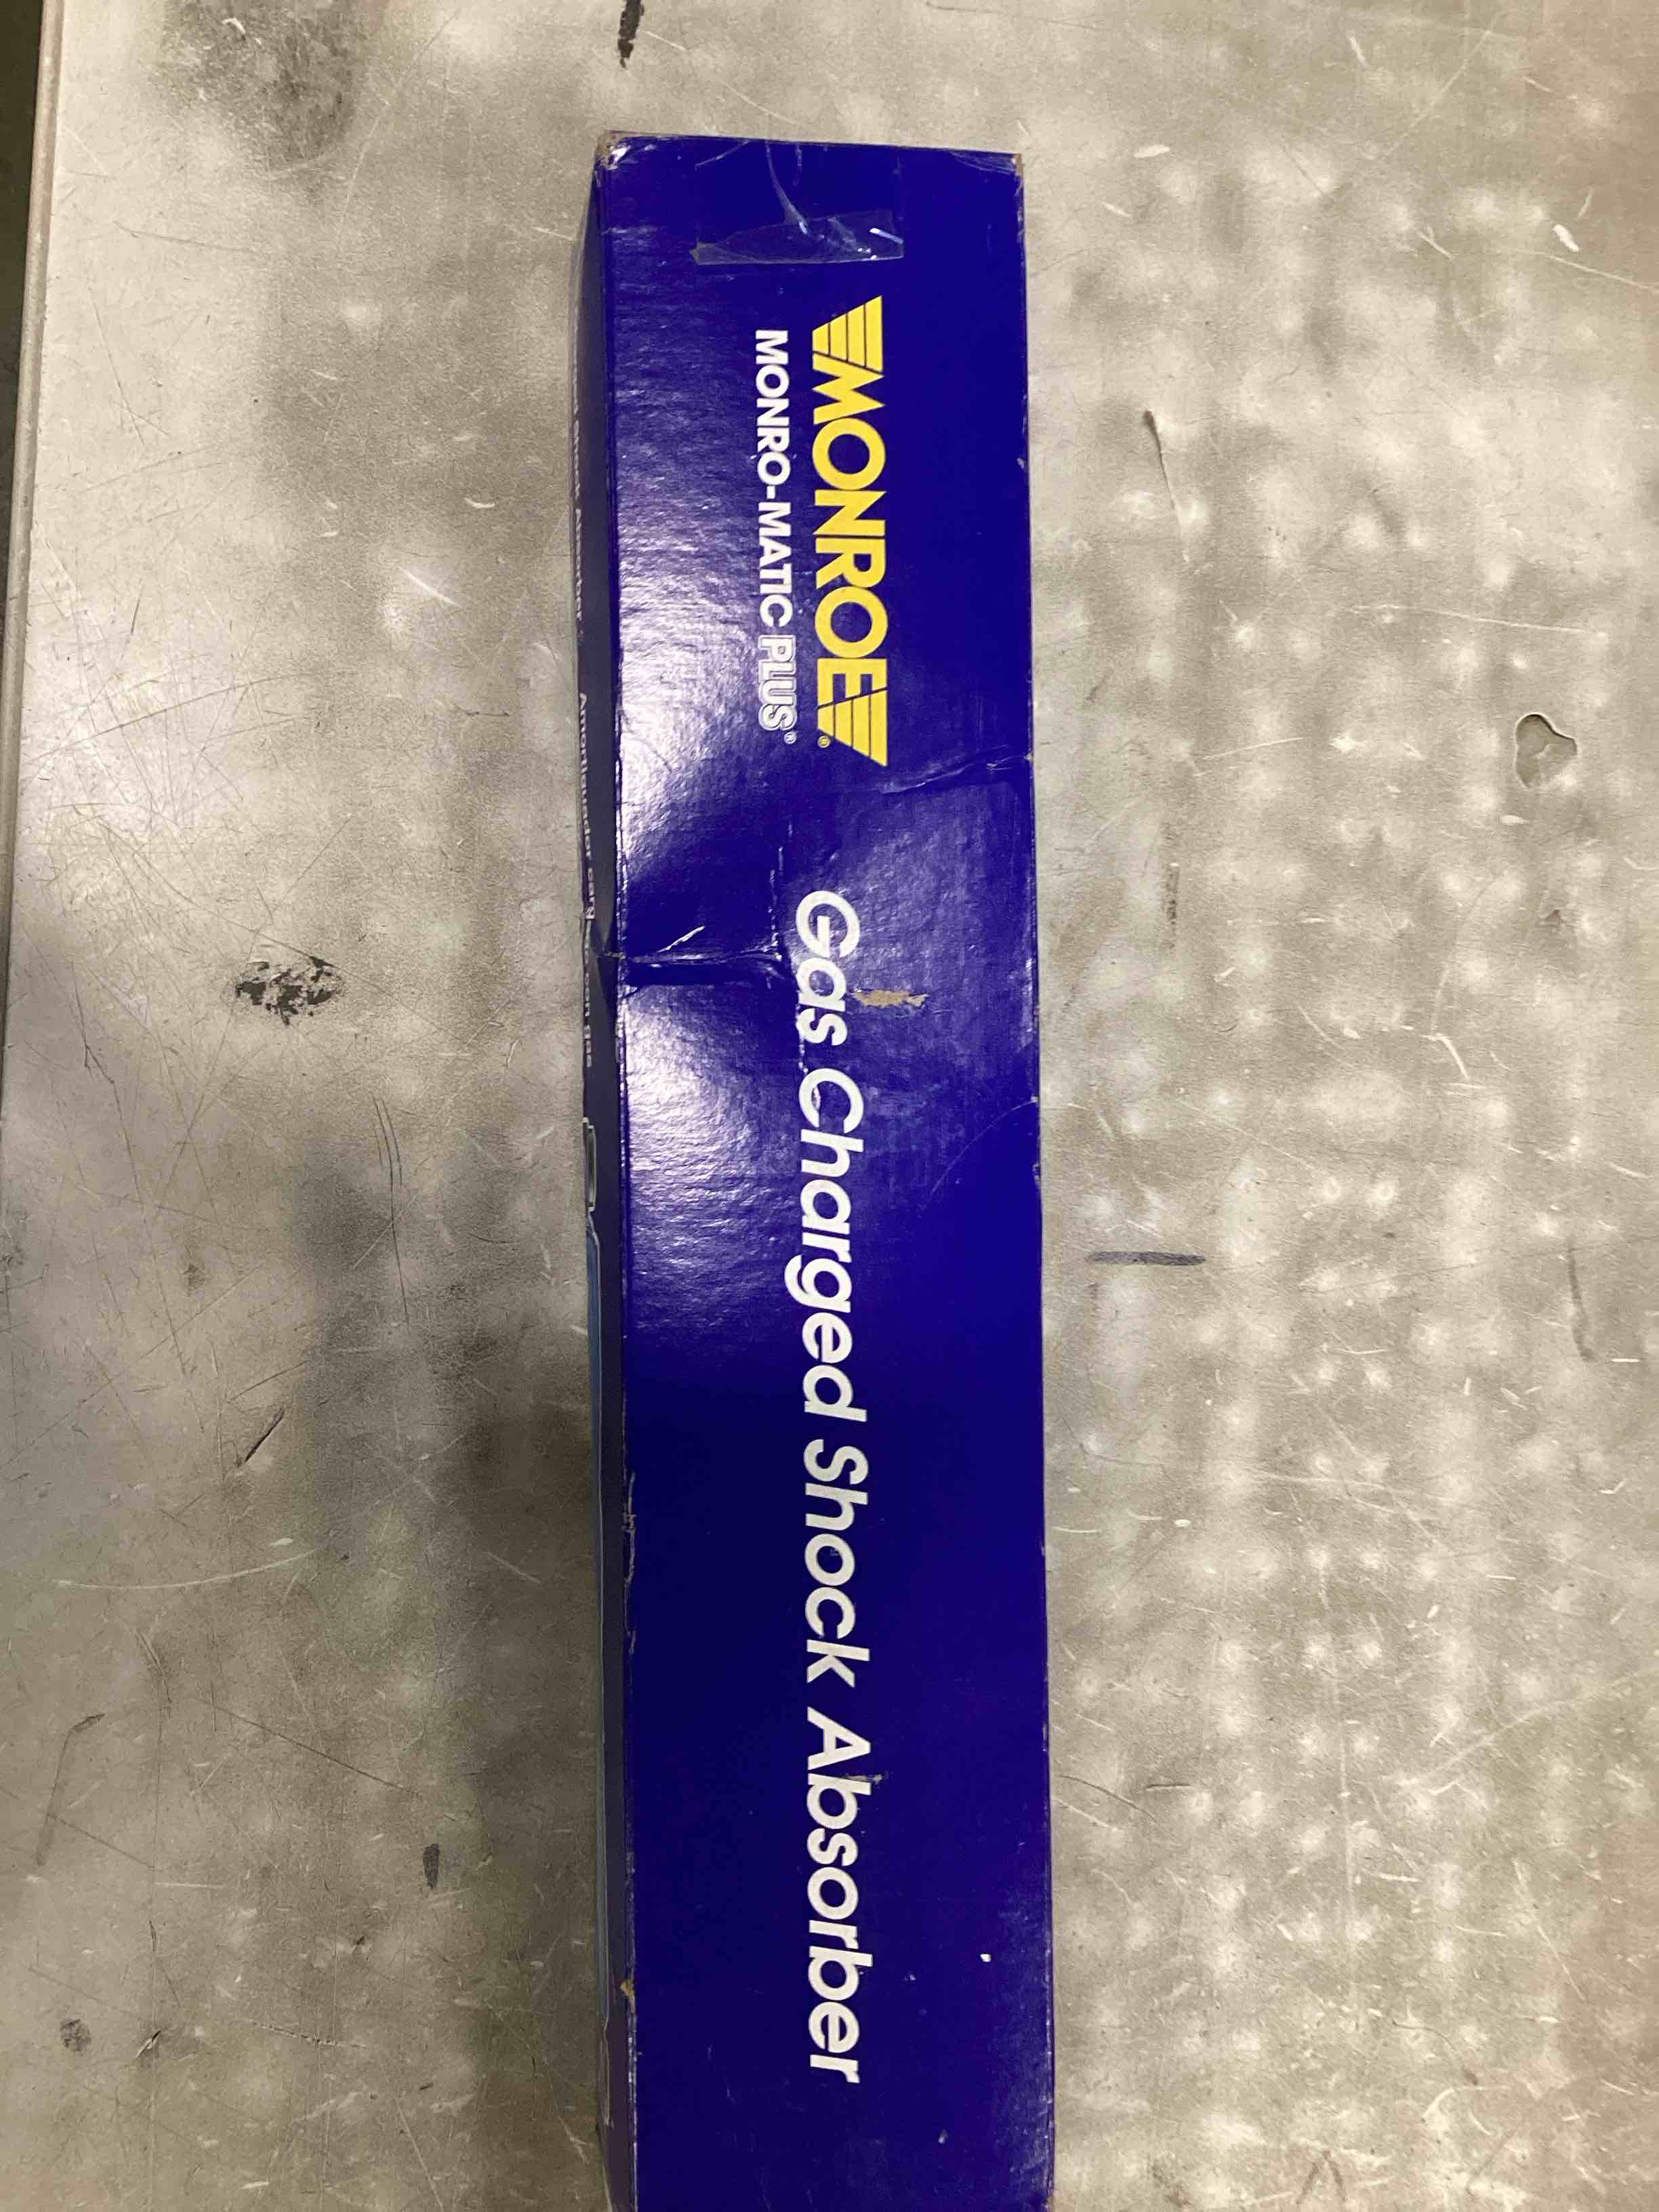 MONROE®
MONRO-MATIC PLUS®
Gas Charged Shock Absorber